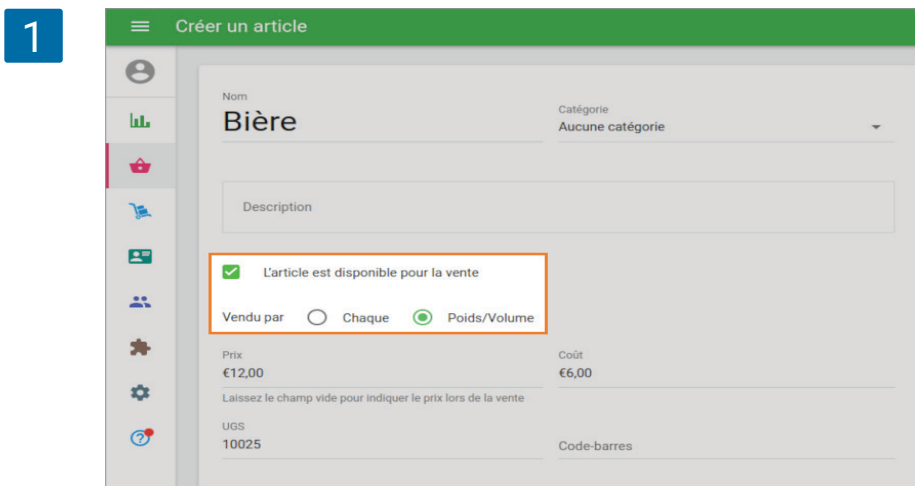 1
Créer un article
Nom
Bière
Catégorie
Aucune catégorie
Description
L'article est disponible pour la vente
Vendu par Chaque Poids/Volume
Prix
€12,00
Coût
€6,00
Laissez le champ vide pour indiquer le prix lors de la vente
UGS
10025
Code-barres